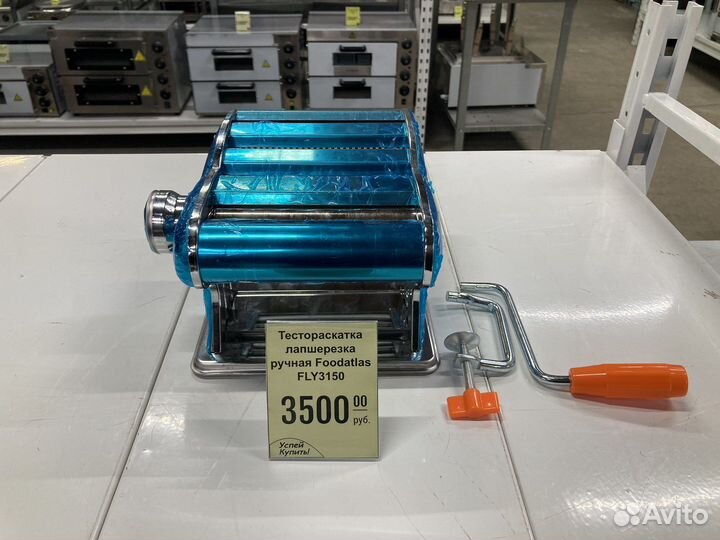 Тестораскатка
лапшерезка
ручная Foodatlas
FLY3150
3500 00
руб.
Успей
Купить!
Avito